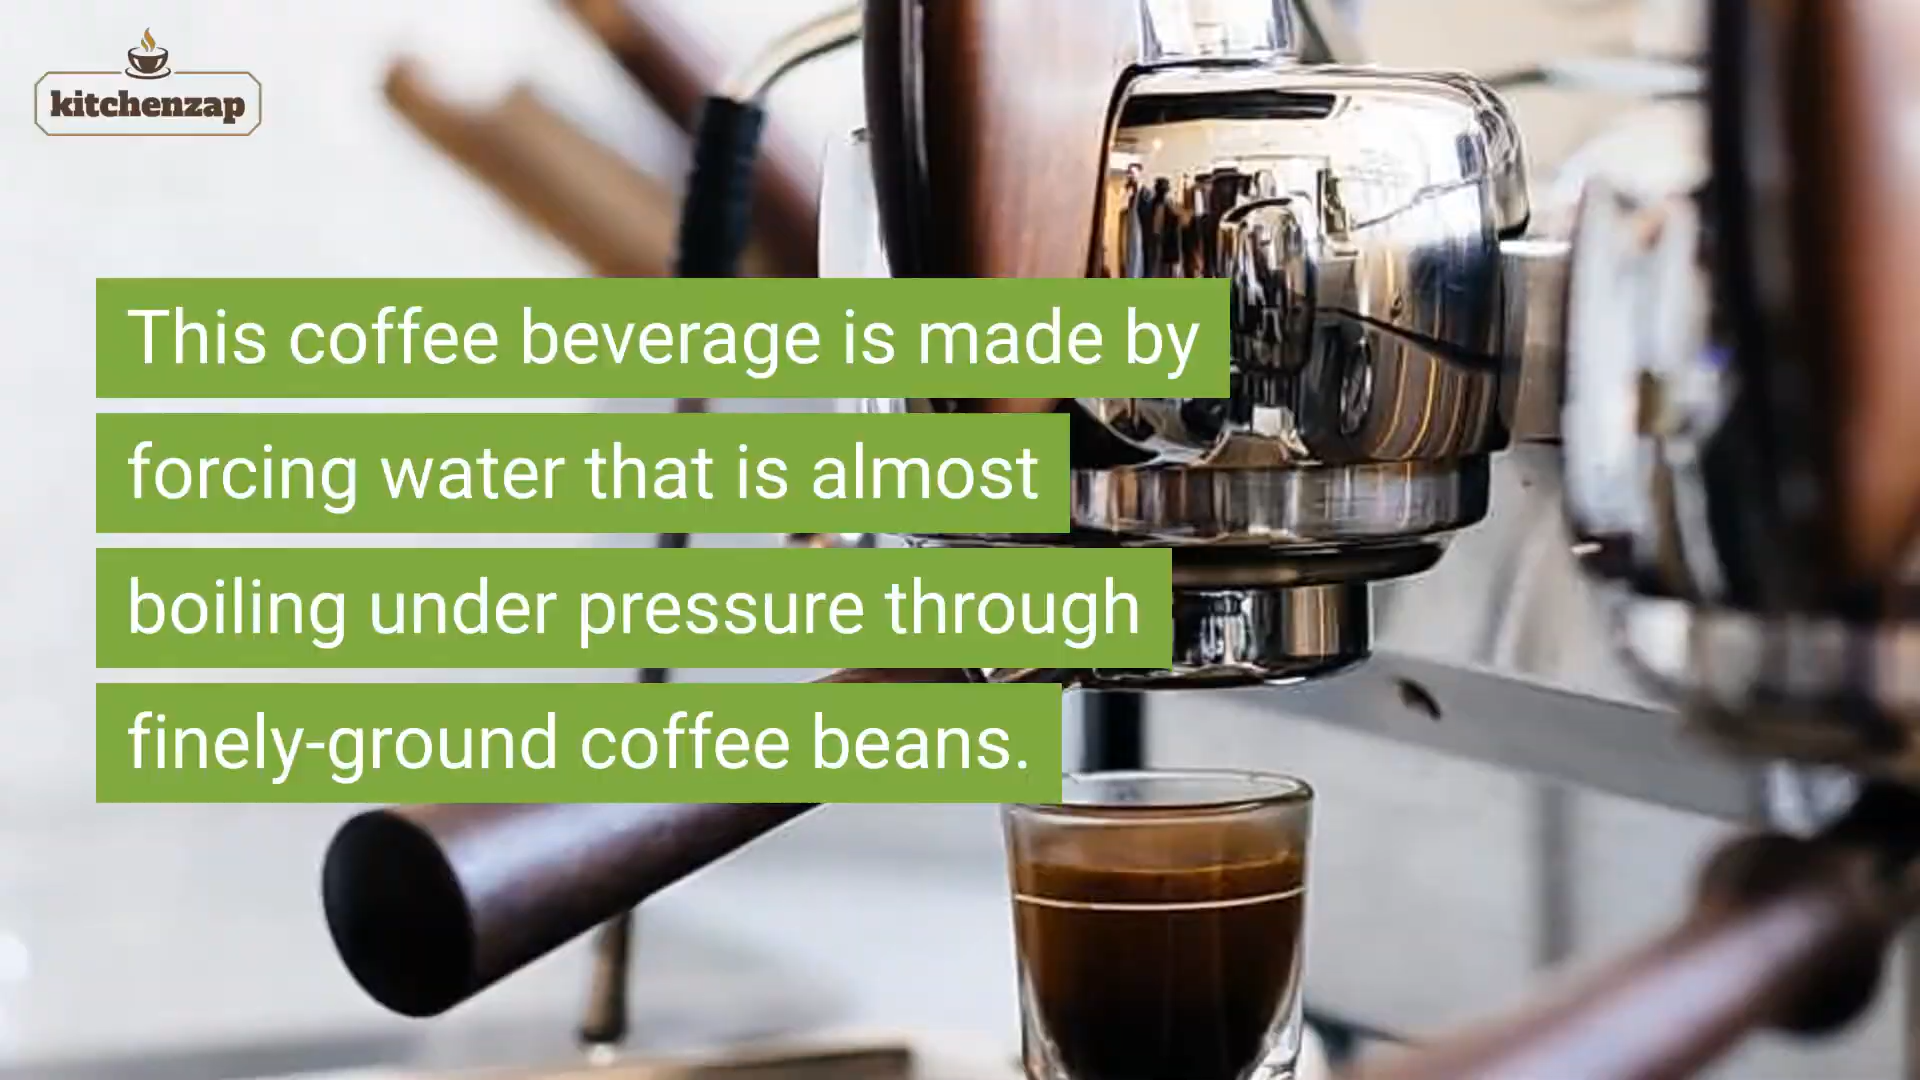 kitchenzap
This coffee beverage is made by
forcing water that is almost
boiling under pressure through
finely-ground coffee beans.